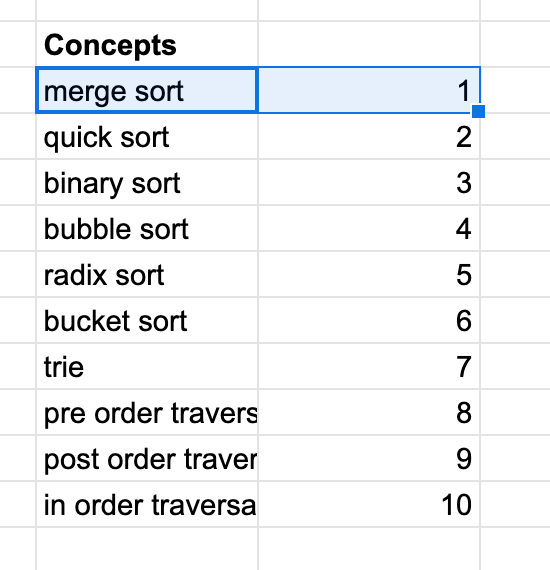 Concepts
merge sort 1
quick sort 2
binary sort 3
bubble sort 4
radix sort 5
bucket sort 6
trie 7
pre order travers 8
post order traver 9
in order traversa 10